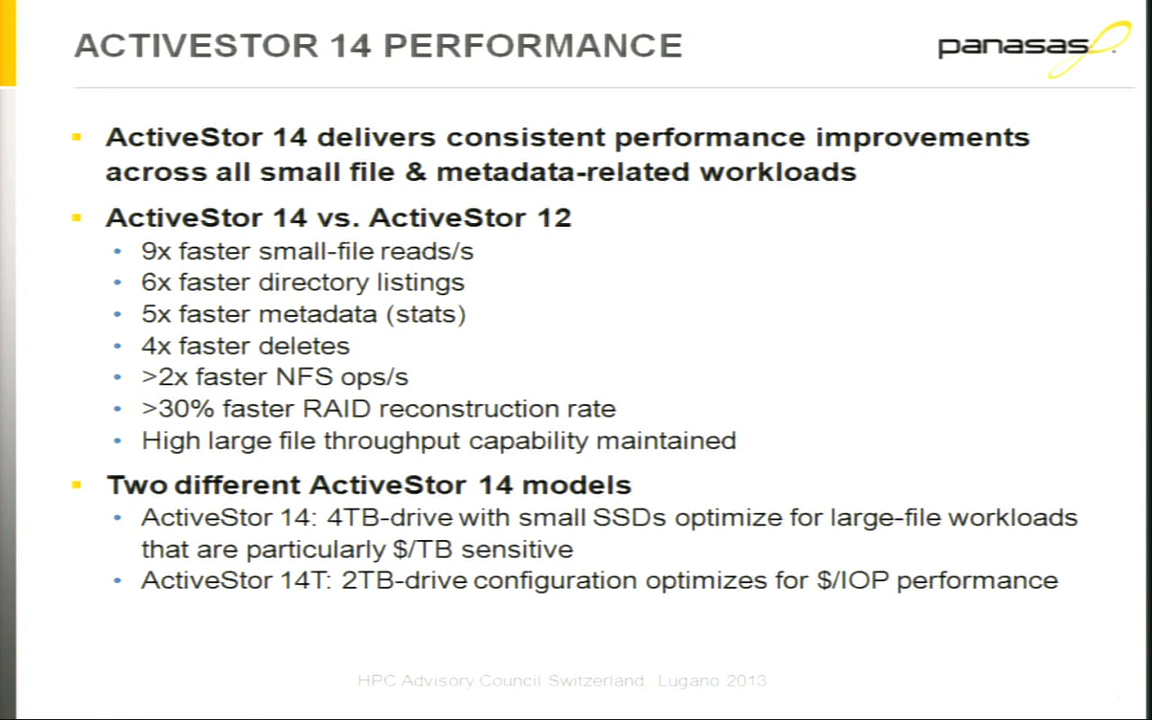 ACTIVESTOR 14 PERFORMANCE
panasas
▪ ActiveStor 14 delivers consistent performance improvements
across all small file & metadata-related workloads
▪ ActiveStor 14 vs. ActiveStor 12
• 9x faster small-file reads/s
• 6x faster directory listings
• 5x faster metadata (stats)
• 4x faster deletes
• >2x faster NFS ops/s
• >30% faster RAID reconstruction rate
• High large file throughput capability maintained
▪ Two different ActiveStor 14 models
• ActiveStor 14: 4TB-drive with small SSDs optimize for large-file workloads
that are particularly $/TB sensitive
• ActiveStor 14T: 2TB-drive configuration optimizes for $/IOP performance
HPC Advisory Council Switzerland, Lugano 2013